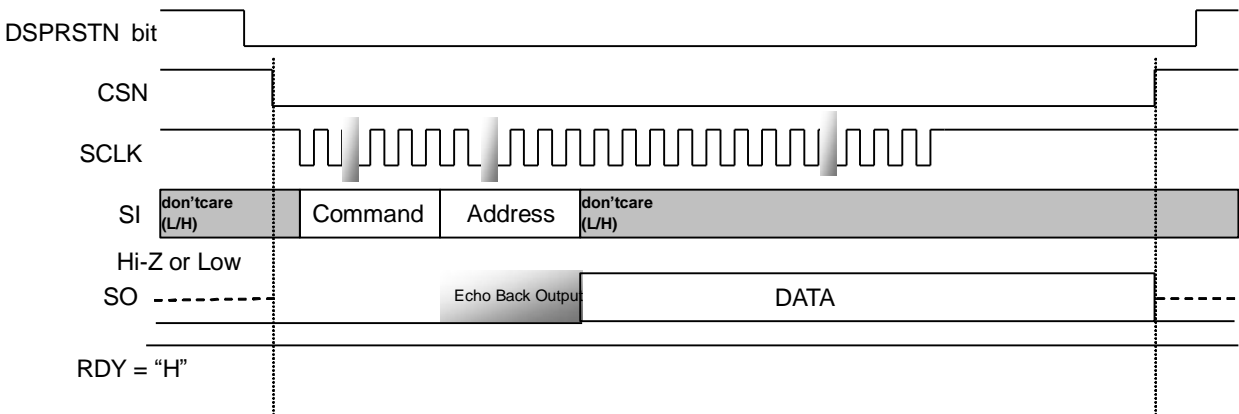 DSPRSTN bit
CSN
SCLK
SI
don'tcare
(L/H)
Command
Address
don'tcare
(L/H)
Hi-Z or Low
SO
Echo Back Output
DATA
RDY = “H”